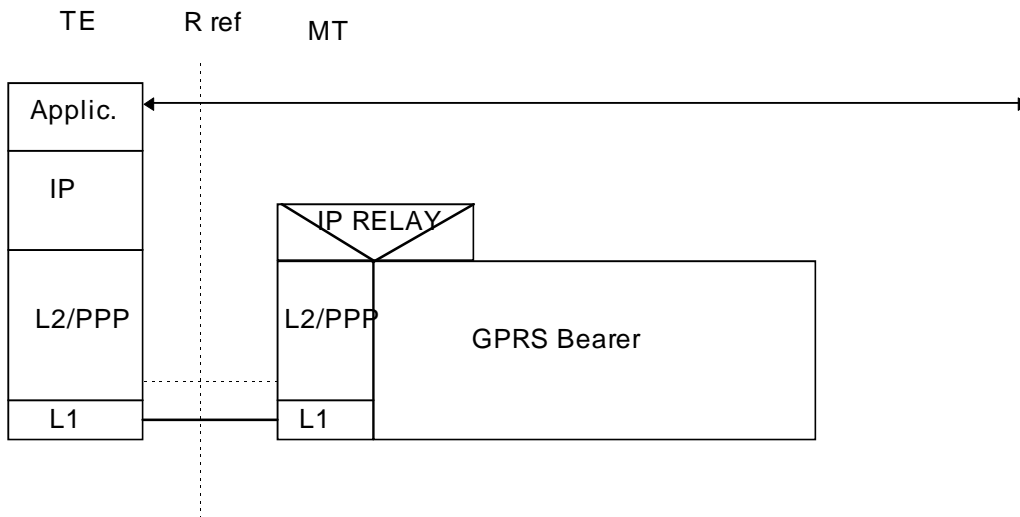 TE
R ref
MT
Applic.
IP
IP RELAY
L2/PPP
L2/PPP
GPRS Bearer
L1
L1